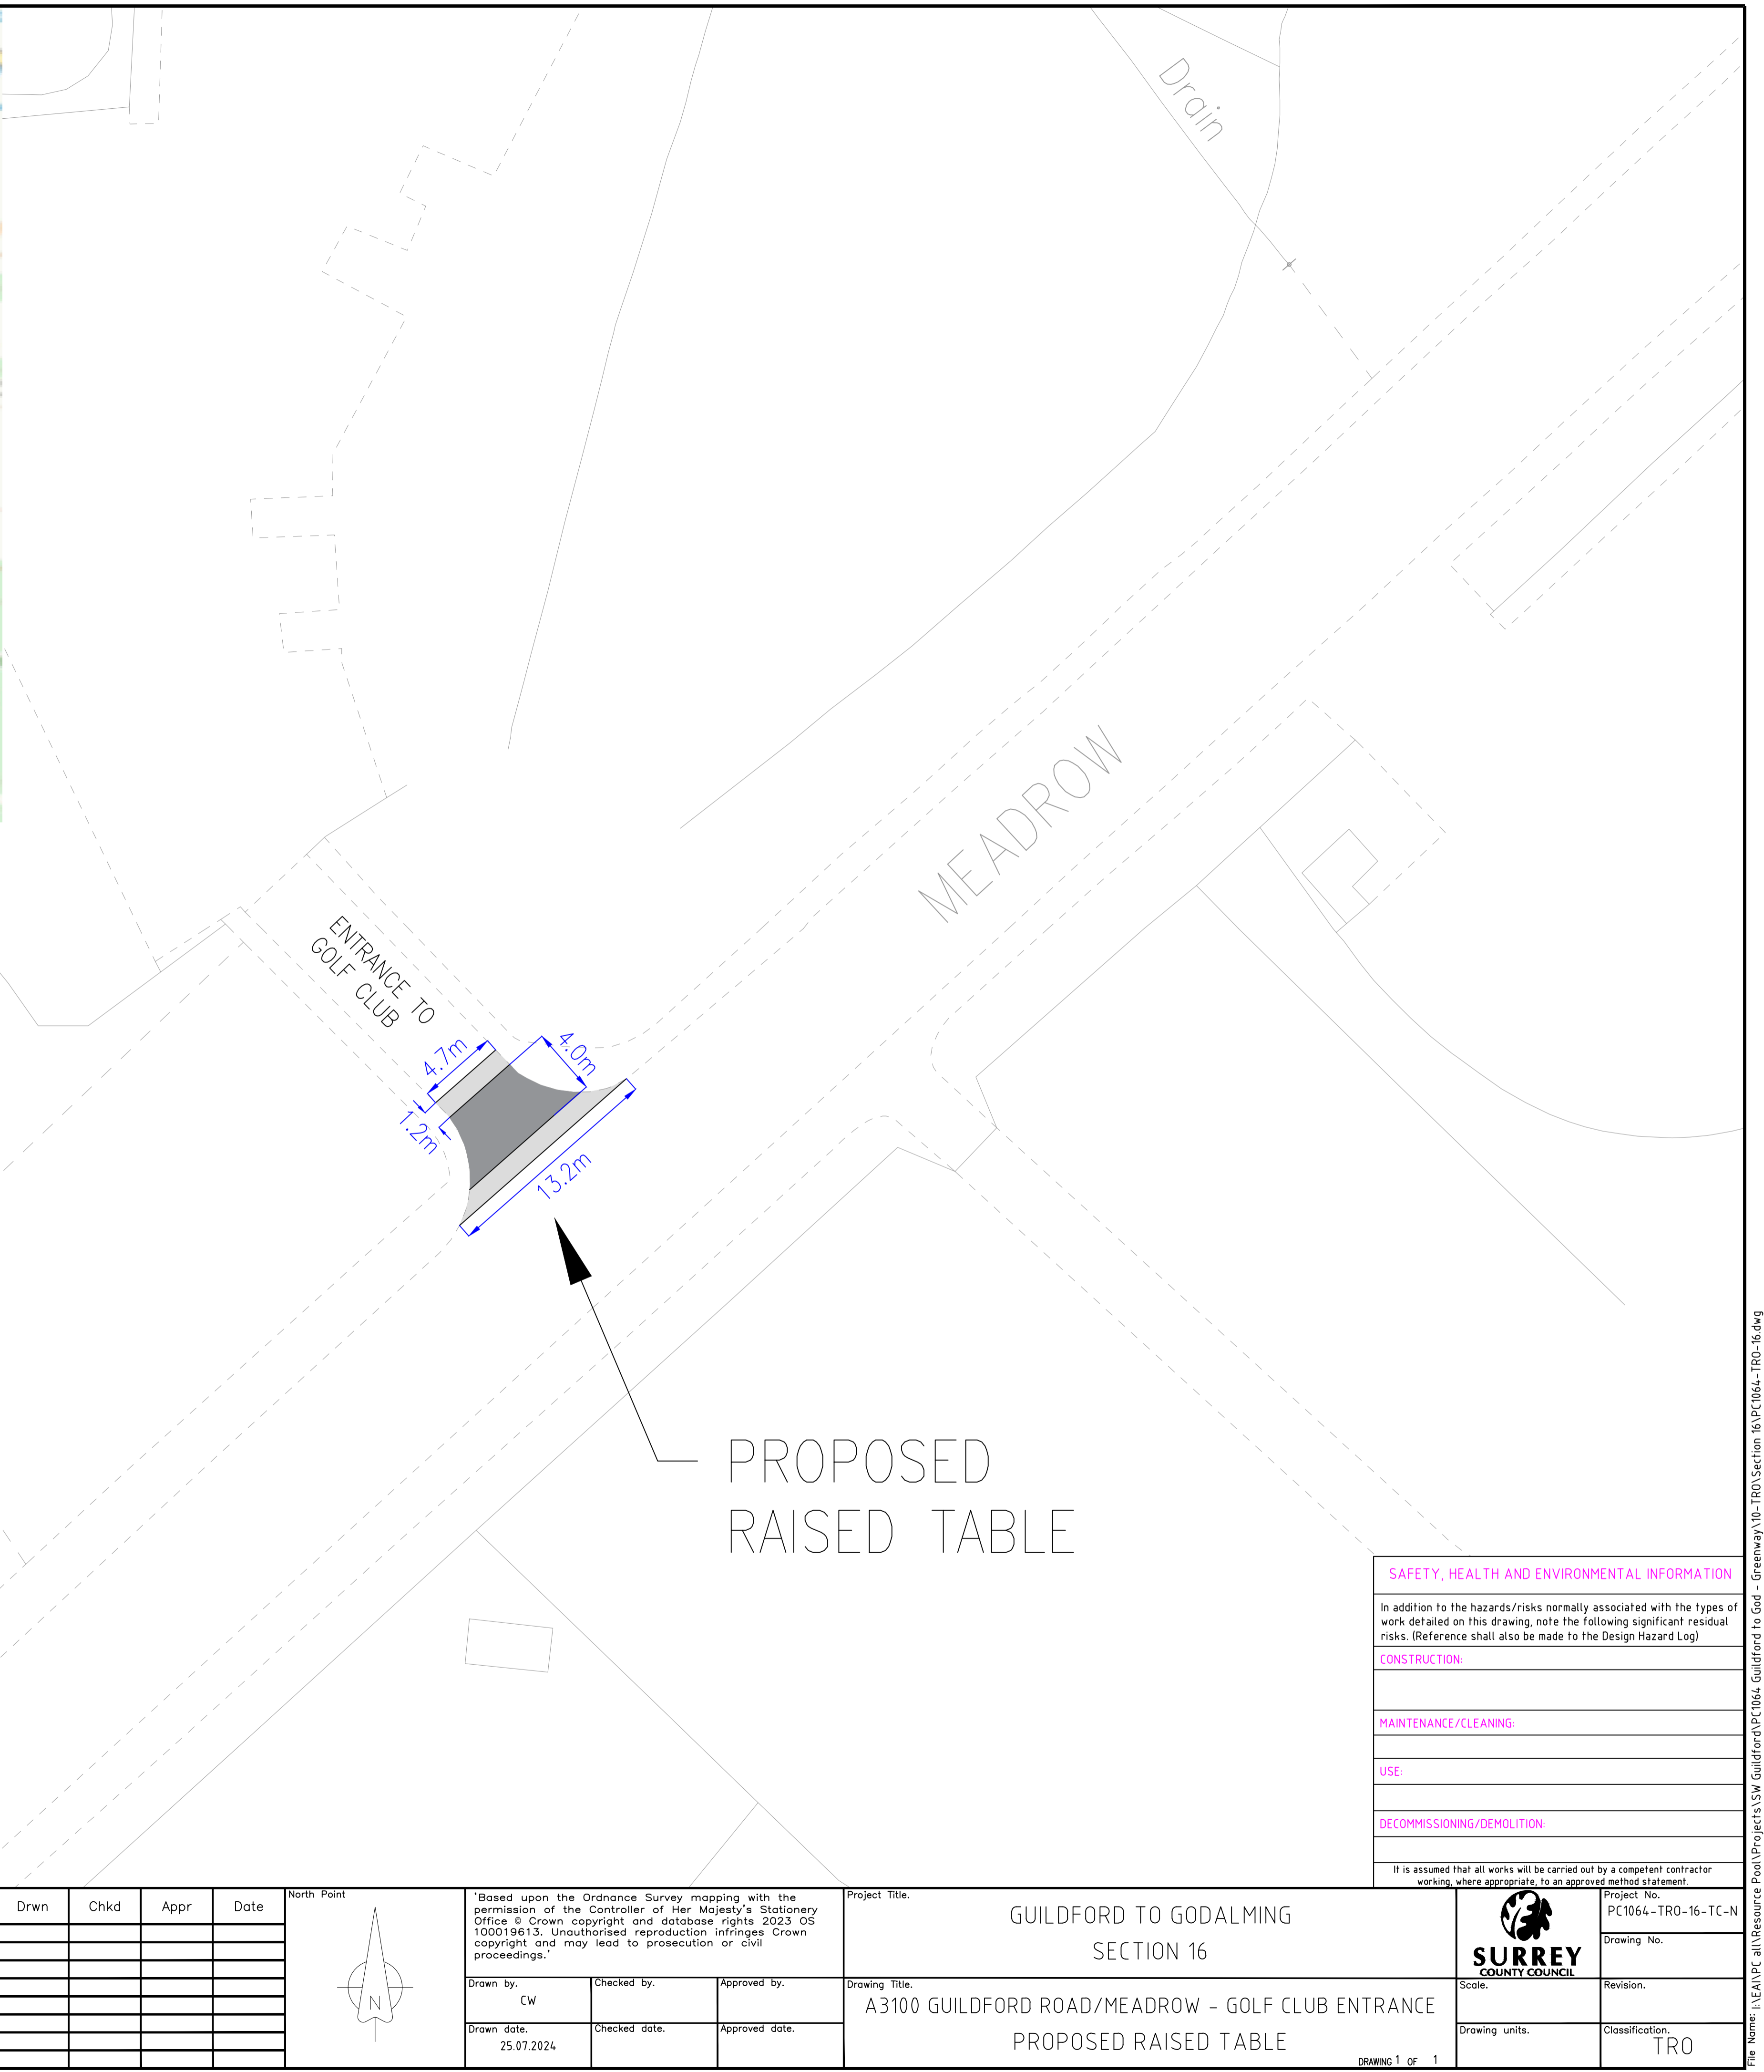 Drain
MEADROW
ENTRANCE TO
GOLF CLUB
4.7m
4.0m
1.2m
13.2m
PROPOSED
RAISED TABLE
SAFETY, HEALTH AND ENVIRONMENTAL INFORMATION
In addition to the hazards/risks normally associated with the types of
work detailed on this drawing, note the following significant residual
risks. (Reference shall also be made to the Design Hazard Log)
CONSTRUCTION:
MAINTENANCE/CLEANING:
USE:
DECOMMISSIONING/DEMOLITION:
It is assumed that all works will be carried out by a competent contractor
working, where appropriate, to an approved method statement.
Drwn Chkd Appr Date
North Point
N
'Based upon the Ordnance Survey mapping with the
permission of the Controller of Her Majesty's Stationery
Office © Crown copyright and database rights 2023 OS
100019613. Unauthorised reproduction infringes Crown
copyright and may lead to prosecution or civil
proceedings.'
Drawn by.
CW
Checked by.
Approved by.
Drawn date.
25.07.2024
Checked date.
Approved date.
Project Title.
GUILDFORD TO GODALMING
SECTION 16
Drawing Title.
A3100 GUILDFORD ROAD/MEADROW - GOLF CLUB ENTRANCE
PROPOSED RAISED TABLE
DRAWING 1 OF 1
SURREY
COUNTY COUNCIL
Project No.
PC1064-TRO-16-TC-N
Drawing No.
Scale.
Revision.
Drawing units.
Classification.
TRO
File Name: I:\EAI\PC all\Resource Pool\Projects\SW Guildford\PC1064 Guildford to God - Greenway\10-TRO\Section 16\PC1064-TRO-16.dwg